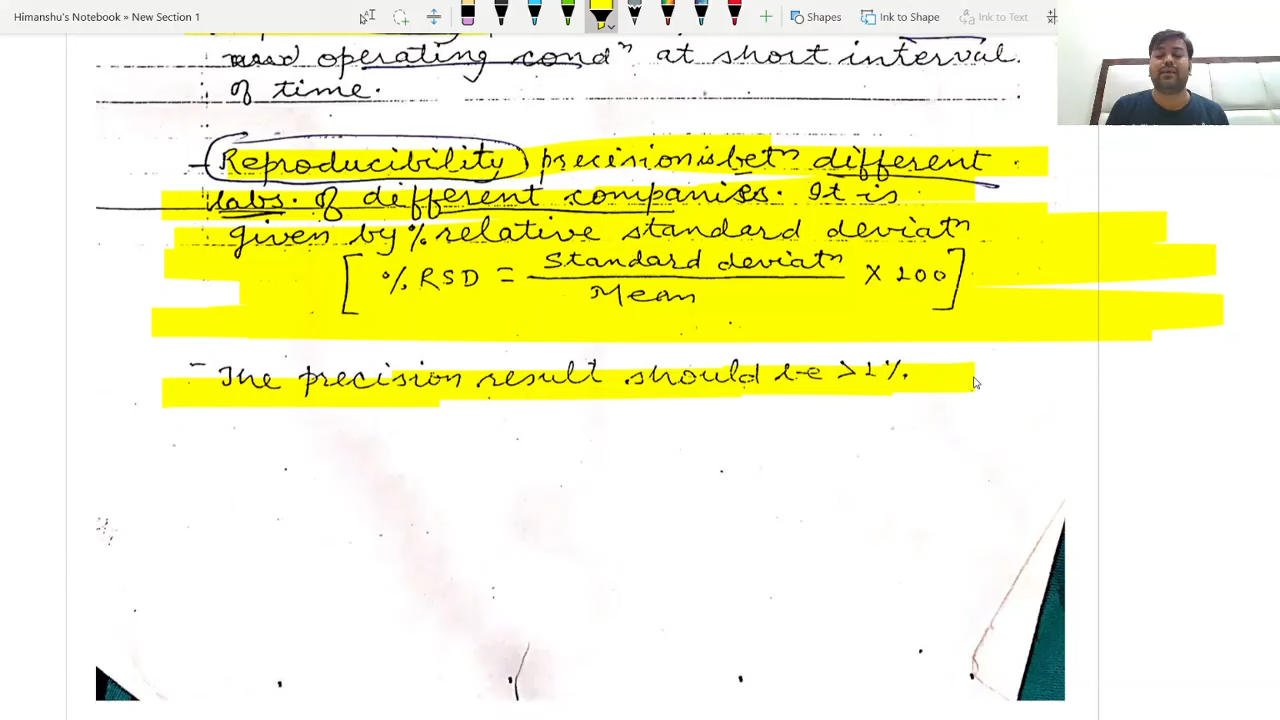 Himanshu's Notebook » New Section 1
Shapes
Ink to Shape
Ink to Text
operating condⁿ at short interval
of time.
- Reproducibility precision is betⁿ different
labs. of different companies. It is
given by % relative standard deviatⁿ
[ % RSD = Standard deviatⁿ / Mean × 100 ]
- The precision result should be > 1%.